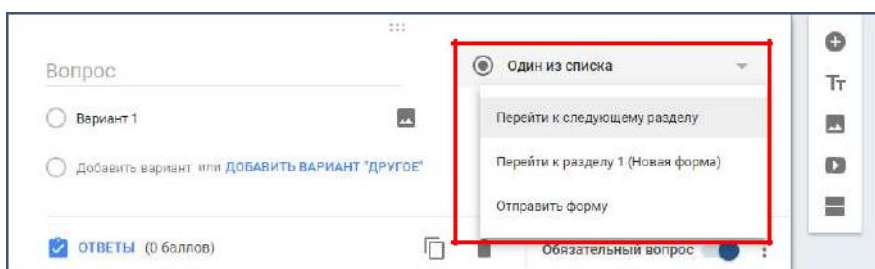 Вопрос
Один из списка
Вариант 1
Перейти к следующему разделу
Добавить вариант или ДОБАВИТЬ ВАРИАНТ "ДРУГОЕ"
Перейти к разделу 1 (Новая форма)
Отправить форму
ОТВЕТЫ (0 баллов)
Обязательный вопрос
Тт